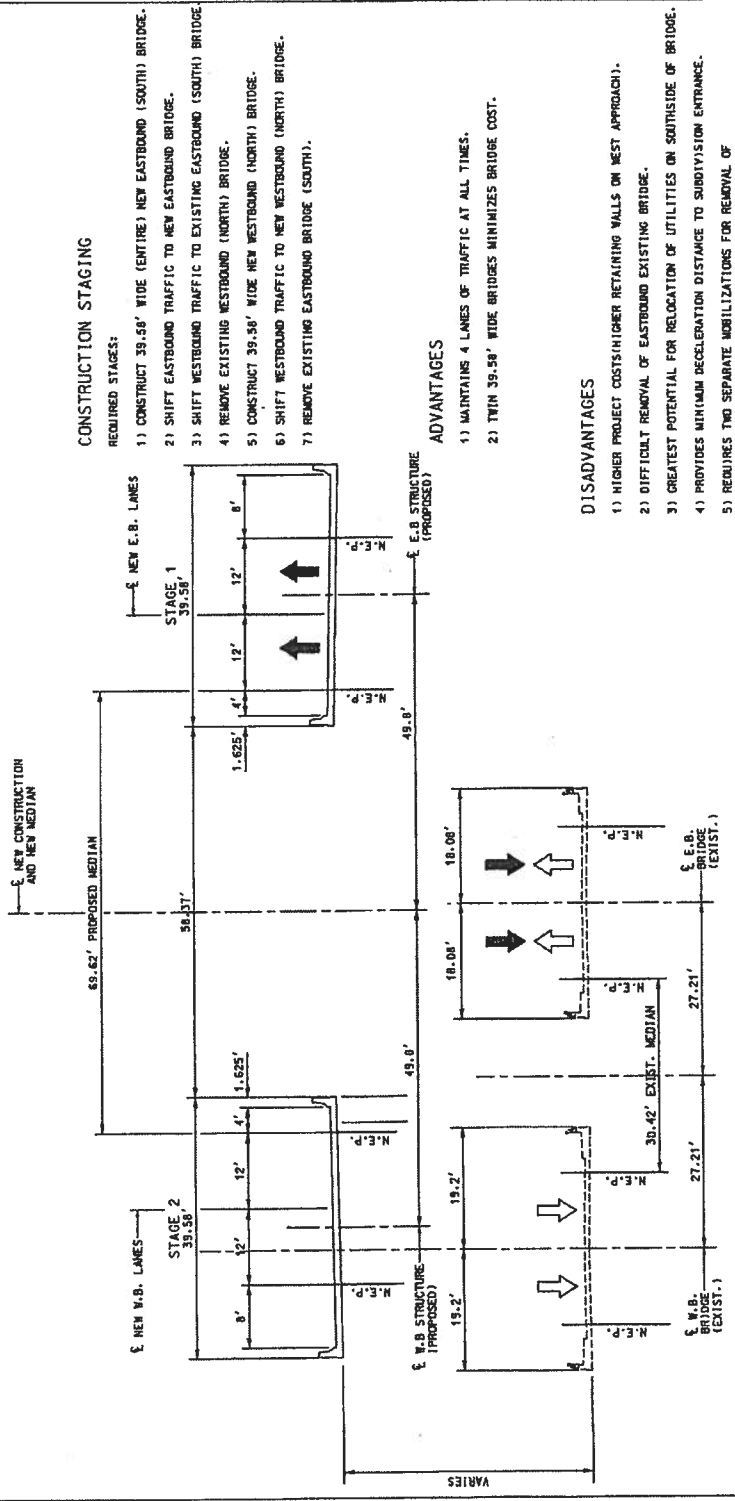 CONSTRUCTION STAGING
REQUIRED STAGES:
1) CONSTRUCT 39.58' WIDE (ENTIRE) NEW EASTBOUND (SOUTH) BRIDGE.
2) SHIFT EASTBOUND TRAFFIC TO NEW EASTBOUND BRIDGE.
3) SHIFT WESTBOUND TRAFFIC TO EXISTING EASTBOUND (SOUTH) BRIDGE.
4) REMOVE EXISTING WESTBOUND (NORTH) BRIDGE.
5) CONSTRUCT 39.58' WIDE NEW WESTBOUND (NORTH) BRIDGE.
6) SHIFT WESTBOUND TRAFFIC TO NEW WESTBOUND (NORTH) BRIDGE.
7) REMOVE EXISTING EASTBOUND BRIDGE (SOUTH).
ADVANTAGES
1) MAINTAINS 4 LANES OF TRAFFIC AT ALL TIMES.
2) TWIN 39.58' WIDE BRIDGES MINIMIZES BRIDGE COST.
DISADVANTAGES
1) HIGHER PROJECT COSTS(HIGHER RETAINING WALLS ON WEST APPROACH).
2) DIFFICULT REMOVAL OF EASTBOUND EXISTING BRIDGE.
3) GREATEST POTENTIAL FOR RELOCATION OF UTILITIES ON SOUTHSIDE OF BRIDGE.
4) PROVIDES MINIMUM DECELERATION DISTANCE TO SUBDIVISION ENTRANCE.
5) REQUIRES TWO SEPARATE MOBILIZATIONS FOR REMOVAL OF
℄ NEW CONSTRUCTION
AND NEW MEDIAN
69.62' PROPOSED MEDIAN
58.37'
℄ NEW W.B. LANES
STAGE 2
39.58'
8'
12'
12'
4'
1.625'
N.E.P.
N.E.P.
℄ W.B STRUCTURE
(PROPOSED)
49.8'
49.8'
℄ NEW E.B. LANES
STAGE 1
39.58'
1.625'
4'
12'
12'
8'
N.E.P.
N.E.P.
℄ E.B STRUCTURE
(PROPOSED)
VARIES
19.2'
19.2'
N.E.P.
N.E.P.
℄ W.B.
BRIDGE
(EXIST.)
30.42' EXIST. MEDIAN
27.21'
27.21'
18.08'
18.08'
N.E.P.
N.E.P.
℄ E.B.
BRIDGE
(EXIST.)